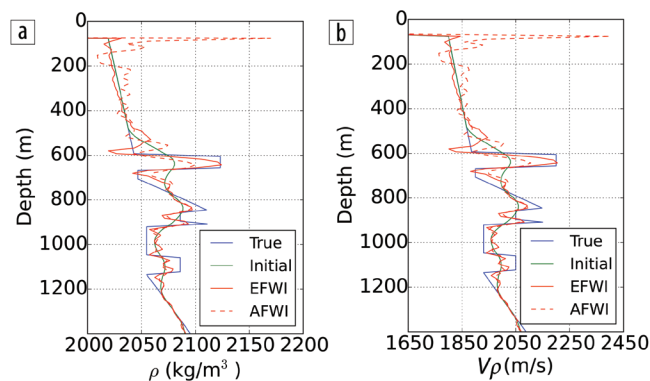 a
0
200
400
600
800
1000
1200
Depth (m)
2000 2050 2100 2150 2200
ρ (kg/m³ )
True
Initial
EFWI
AFWI
b
0
200
400
600
800
1000
1200
Depth (m)
1650 1850 2050 2250 2450
Vρ(m/s)
True
Initial
EFWI
AFWI